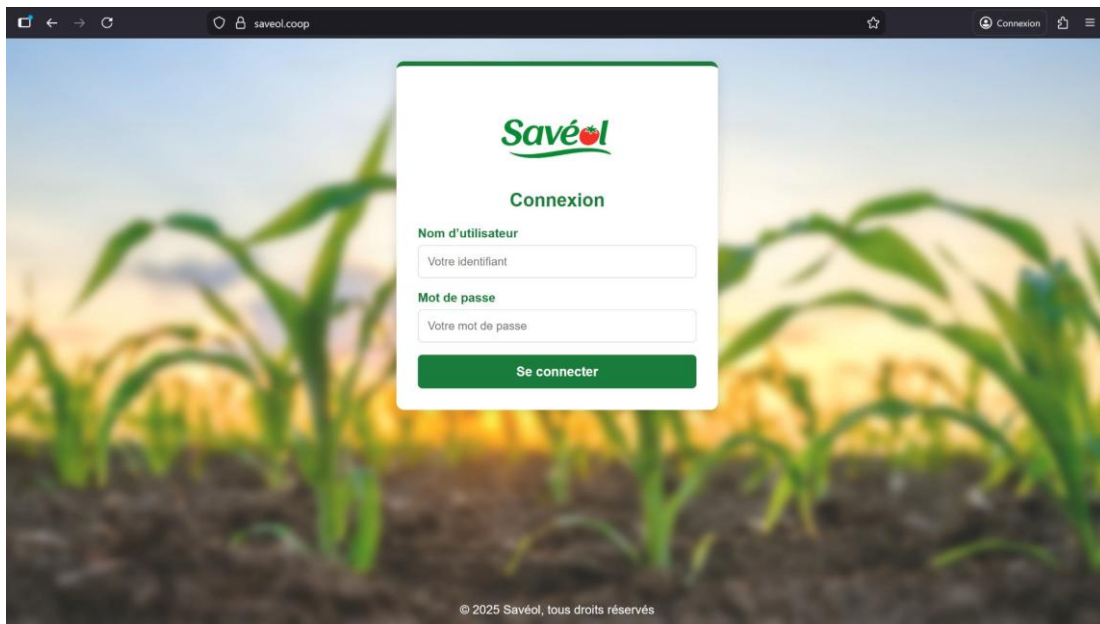 saveol.coop
Connexion
Savéol
Connexion
Nom d’utilisateur
Votre identifiant
Mot de passe
Votre mot de passe
Se connecter
© 2025 Savéol, tous droits réservés